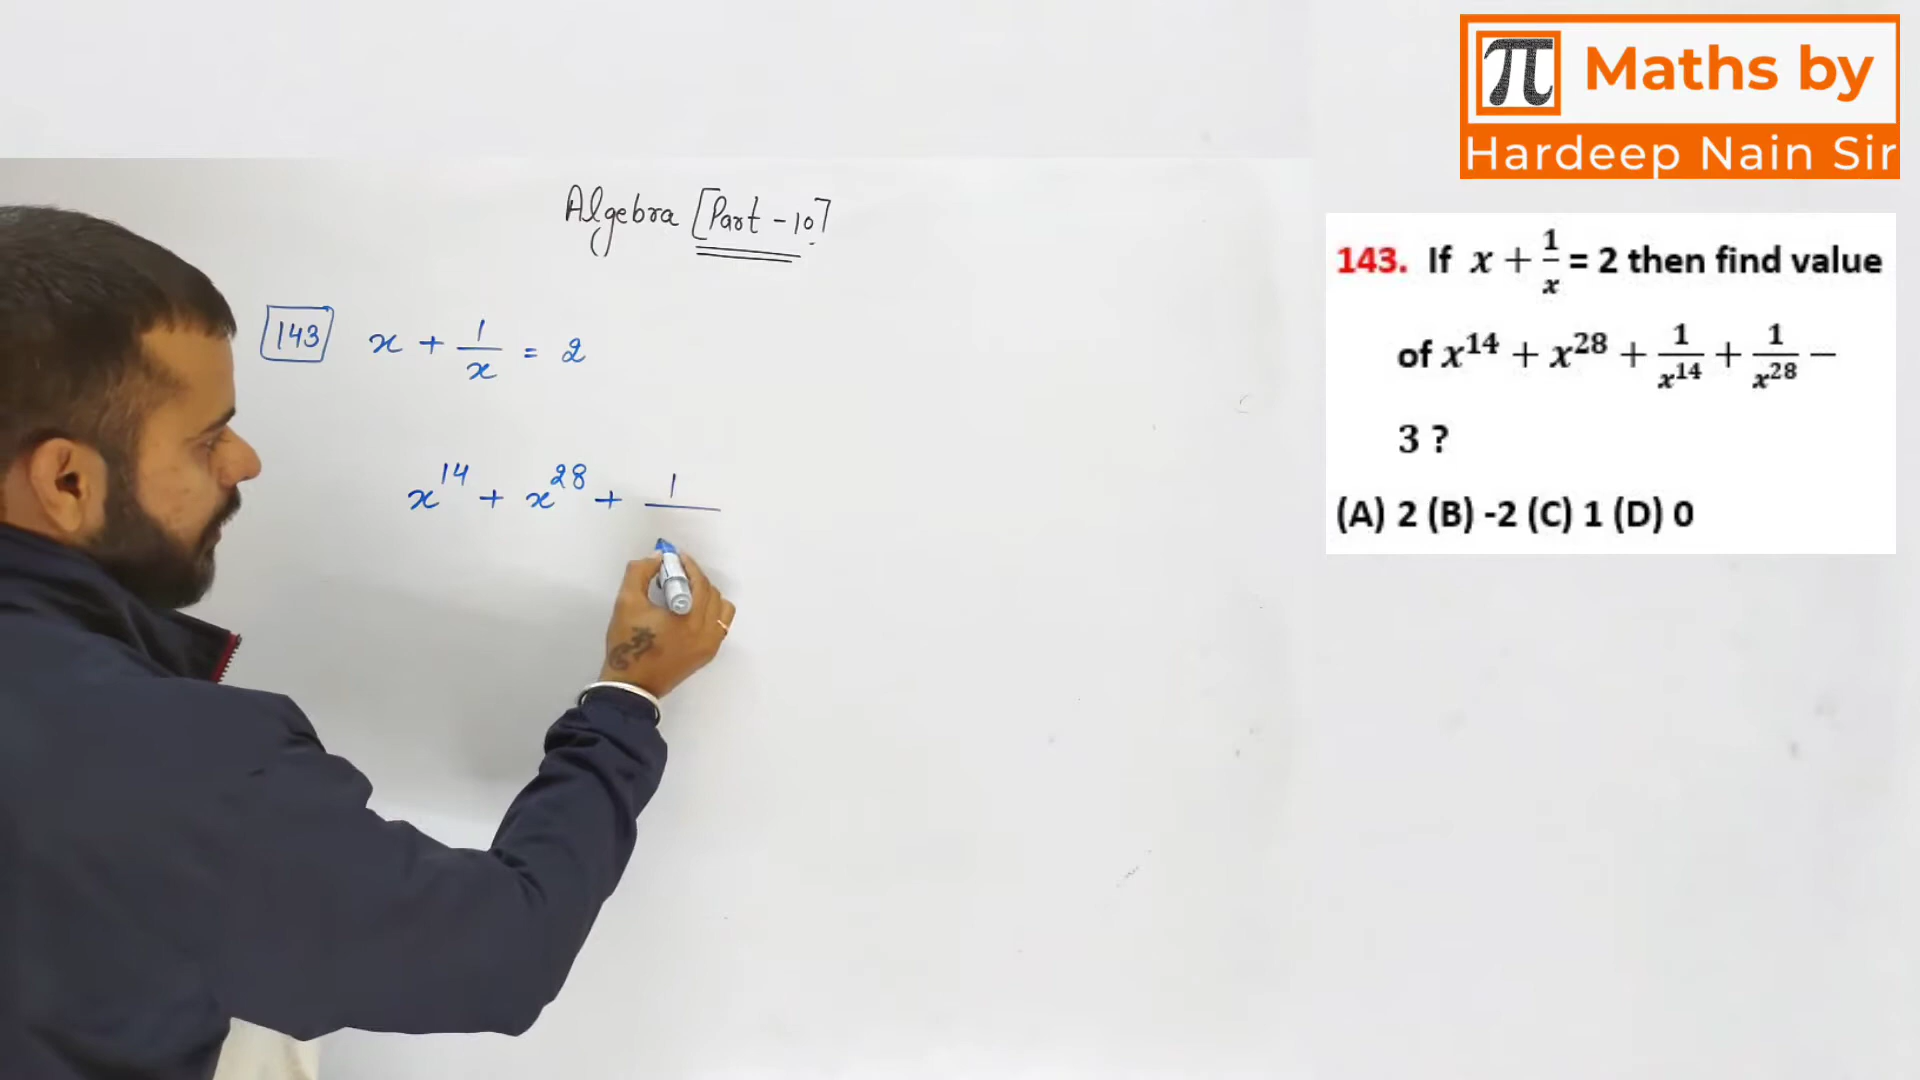 π Maths by
Hardeep Nain Sir
Algebra [Part - 10]
143 x + 1/x = 2
x^14 + x^28 + 1/
143. If x + 1/x = 2 then find value
of x^14 + x^28 + 1/x^14 + 1/x^28 −
3 ?
(A) 2 (B) -2 (C) 1 (D) 0